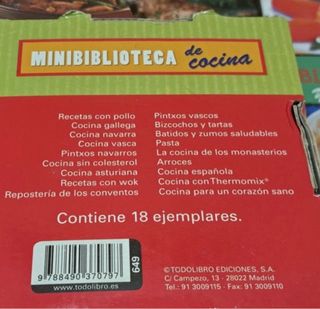 MINIBIBLIOTECA de cocina
Recetas con pollo
Cocina gallega
Cocina navarra
Cocina vasca
Pintxos navarros
Cocina sin colesterol
Cocina asturiana
Recetas con wok
Repostería de los conventos
Pintxos vascos
Bizcochos y tartas
Batidos y zumos saludables
Pasta
La cocina de los monasterios
Arroces
Cocina española
Cocina con Thermomix®
Cocina para un corazón sano
Contiene 18 ejemplares.
9 788490 370797
649
www.todolibro.es
©TODOLIBRO EDICIONES, S.A.
C/ Campezo, 13 - 28022 Madrid
Tel.: 91 3009115 - Fax: 91 3009110